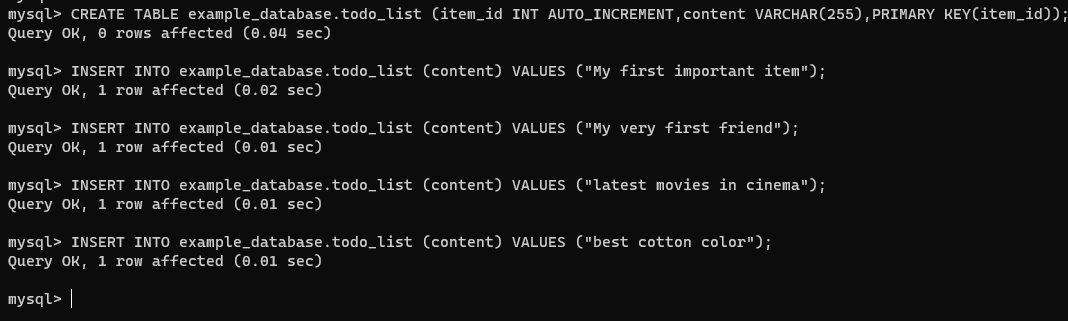 mysql> CREATE TABLE example_database.todo_list (item_id INT AUTO_INCREMENT,content VARCHAR(255),PRIMARY KEY(item_id));
Query OK, 0 rows affected (0.04 sec)
mysql> INSERT INTO example_database.todo_list (content) VALUES ("My first important item");
Query OK, 1 row affected (0.02 sec)
mysql> INSERT INTO example_database.todo_list (content) VALUES ("My very first friend");
Query OK, 1 row affected (0.01 sec)
mysql> INSERT INTO example_database.todo_list (content) VALUES ("latest movies in cinema");
Query OK, 1 row affected (0.01 sec)
mysql> INSERT INTO example_database.todo_list (content) VALUES ("best cotton color");
Query OK, 1 row affected (0.01 sec)
mysql>